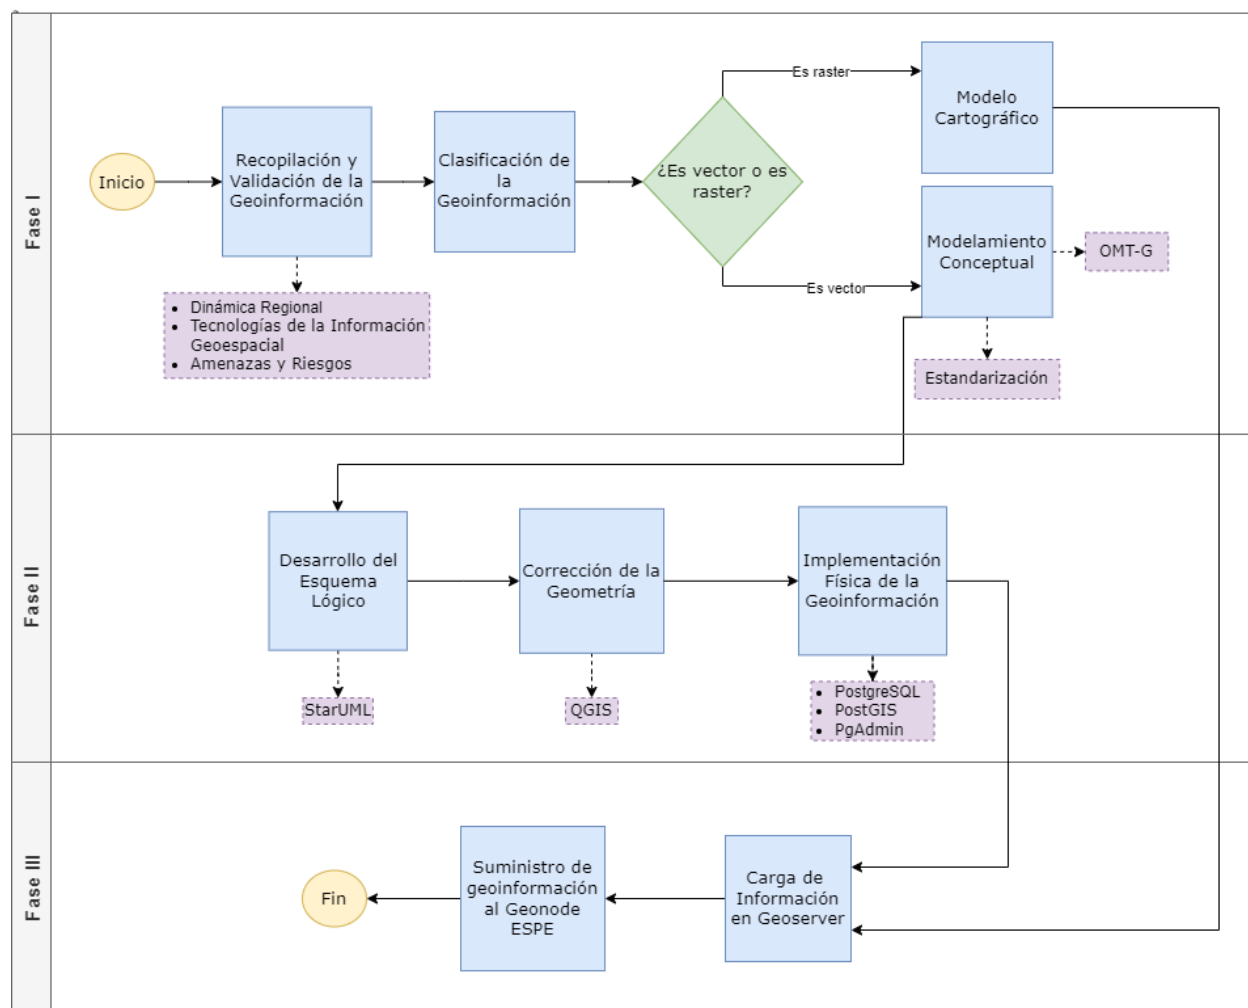 Fase I
Inicio
Recopilación y
Validación de la
Geoinformación
• Dinámica Regional
• Tecnologías de la Información
Geoespacial
• Amenazas y Riesgos
Clasificación de
la
Geoinformación
¿Es vector o es
raster?
Es raster
Modelo
Cartográfico
Es vector
Modelamiento
Conceptual
OMT-G
Estandarización
Fase II
Desarrollo del
Esquema
Lógico
StarUML
Corrección de la
Geometría
QGIS
Implementación
Física de la
Geoinformación
• PostgreSQL
• PostGIS
• PgAdmin
Fase III
Fin
Suministro de
geoinformación
al Geonode
ESPE
Carga de
Información
en Geoserver